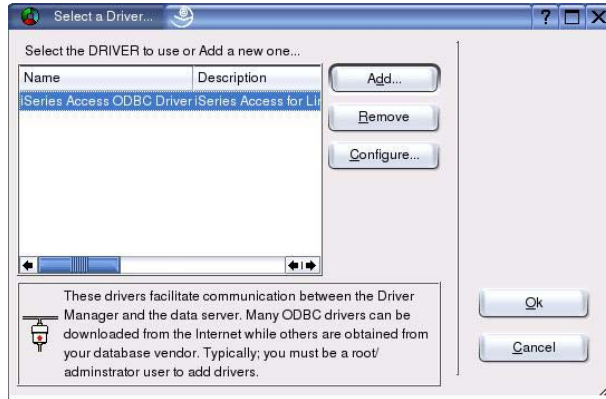 Select a Driver...
Select the DRIVER to use or Add a new one...
Name Description
iSeries Access ODBC Driver iSeries Access for Lin
Add...
Remove
Configure...
These drivers facilitate communication between the Driver
Manager and the data server. Many ODBC drivers can be
downloaded from the Internet while others are obtained from
your database vendor. Typically; you must be a root/
adminstrator user to add drivers.
Ok
Cancel